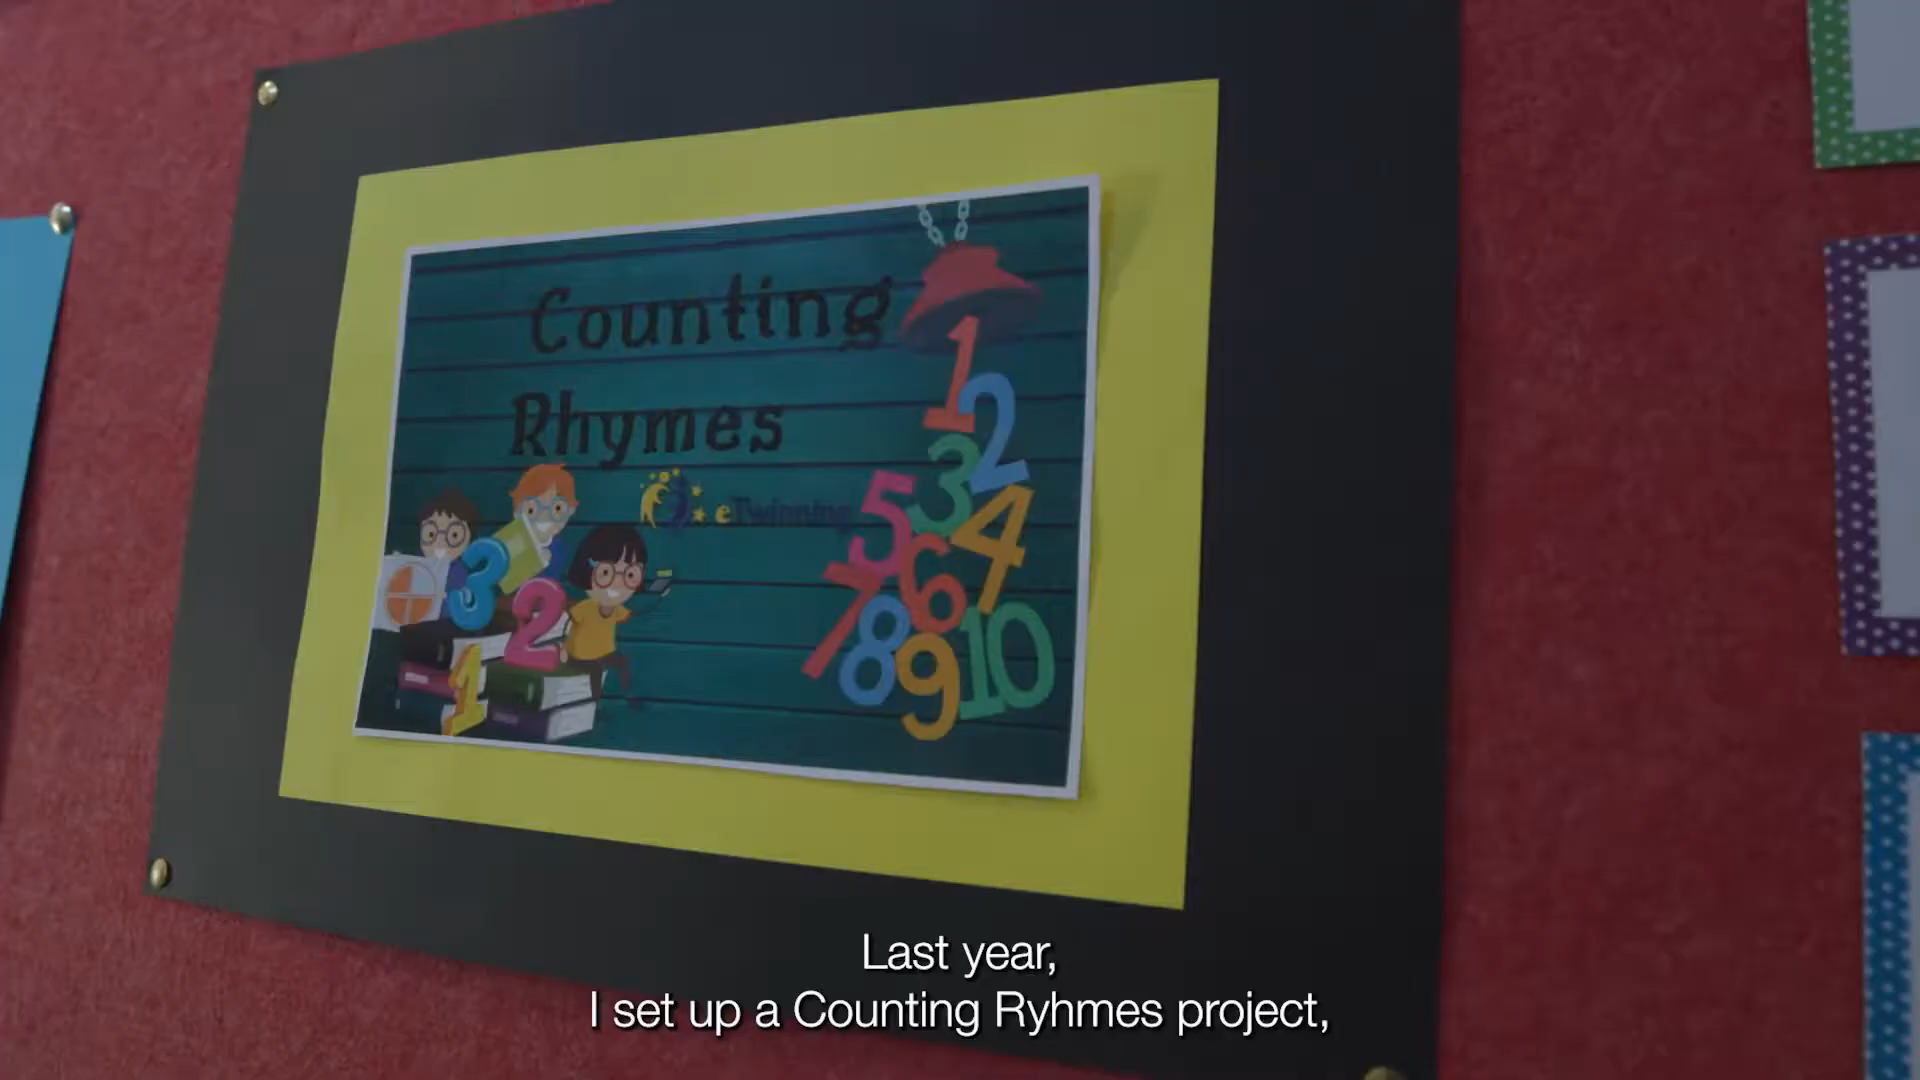 Counting
Rhymes
eTwinning
1
2
3
5
4
6
7
8
9
10
3
2
1
Last year,
I set up a Counting Ryhmes project,